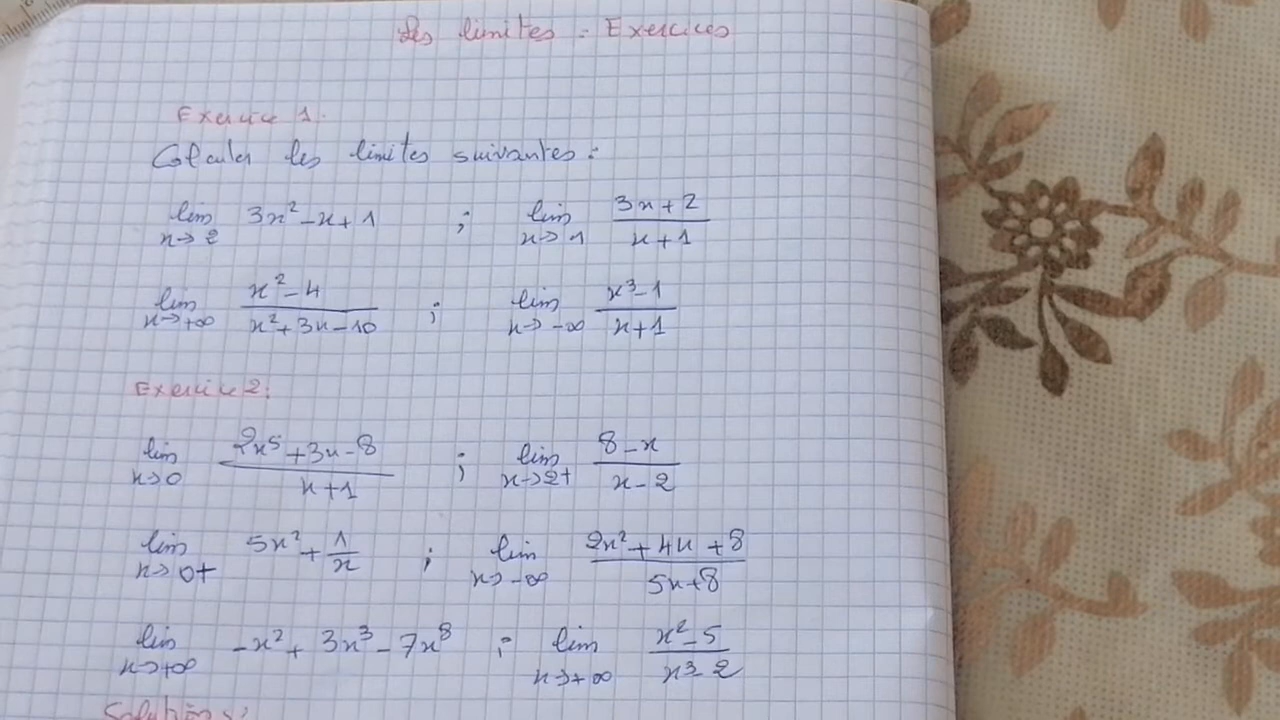 Les limites : Exercices
Exercice 1.
Calculer les limites suivantes :
lim x→2 3x²-x+1 ; lim x→1 (3x+2)/(x+1)
lim x→+∞ (x²-4)/(x²+3x-10) ; lim x→-∞ (x³-1)/(x+1)
Exercice 2:
lim x→0 (2x⁵+3x-8)/(x+1) ; lim x→2+ (8-x)/(x-2)
lim x→0+ 5x²+1/x ; lim x→-∞ (2x²+4x+8)/(5x+8)
lim x→+∞ -x²+3x³-7x⁸ ; lim x→+∞ (x²-5)/(x³-2)
Solutions: